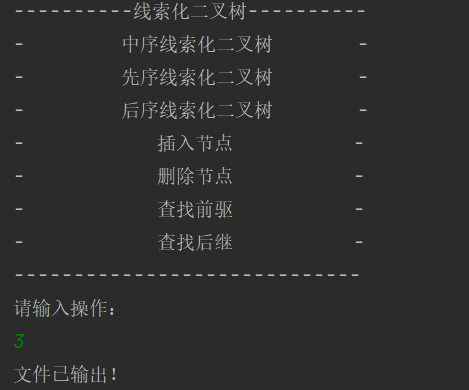 ----------线索化二叉树----------
- 中序线索化二叉树 -
- 先序线索化二叉树 -
- 后序线索化二叉树 -
- 插入节点 -
- 删除节点 -
- 查找前驱 -
- 查找后继 -
-----------------------------
请输入操作：
3
文件已输出！